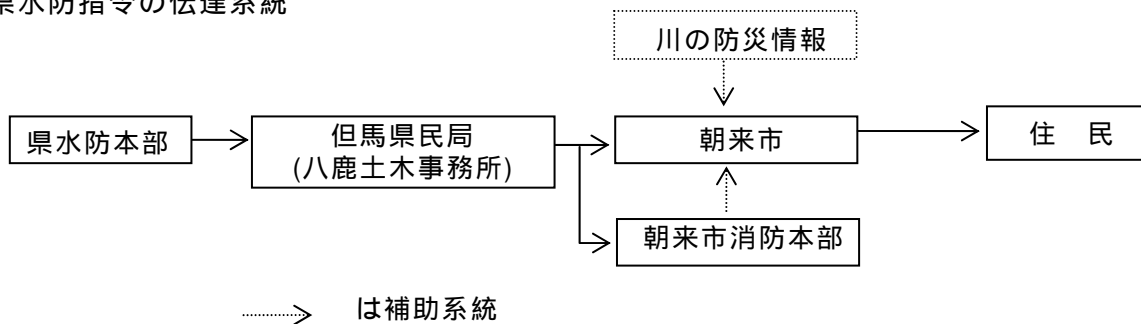 県水防指令の伝達系統
川の防災情報
県水防本部
但馬県民局
(八鹿土木事務所)
朝来市
住　民
朝来市消防本部
は補助系統